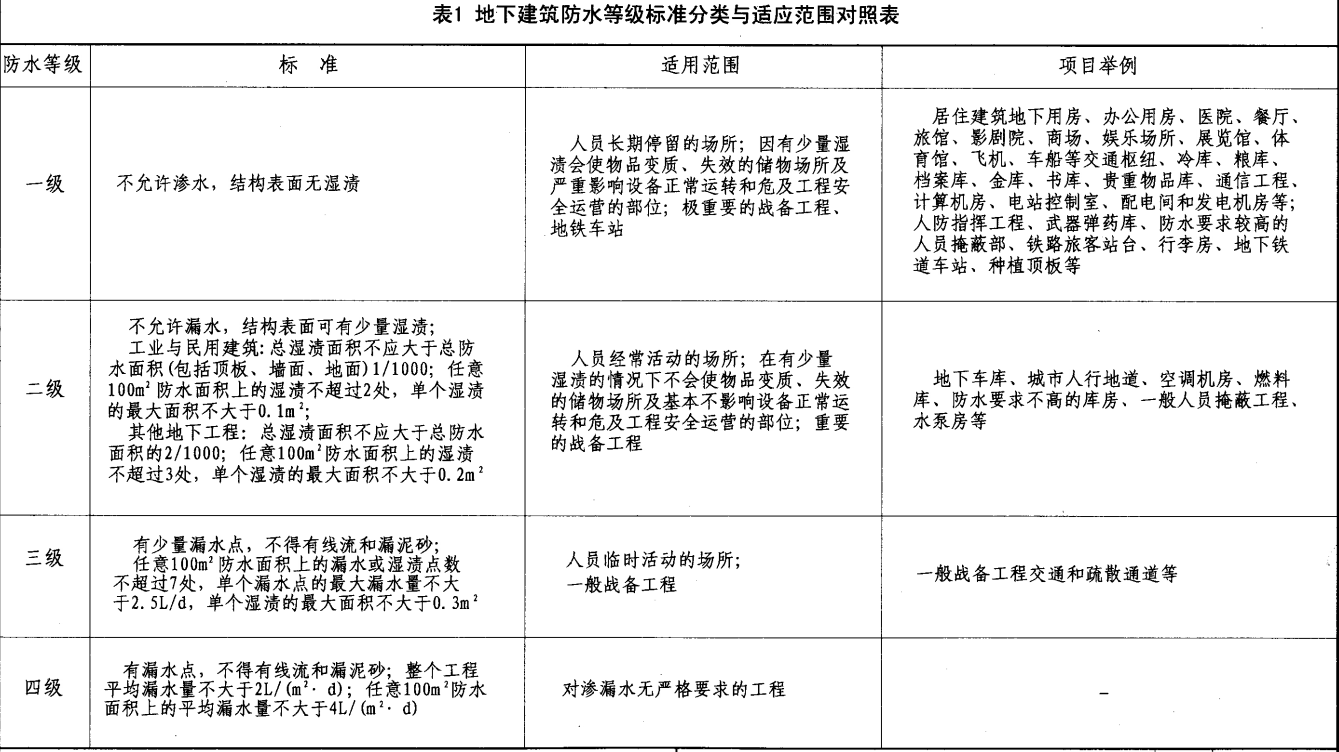 表1 地下建筑防水等级标准分类与适应范围对照表
防水等级
标 准
适用范围
项目举例
一级
不允许渗水，结构表面无湿渍
人员长期停留的场所；因有少量湿
渍会使物品变质、失效的储物场所及
严重影响设备正常运转和危及工程安
全运营的部位；极重要的战备工程、
地铁车站
居住建筑地下用房、办公用房、医院、餐厅、
旅馆、影剧院、商场、娱乐场所、展览馆、体
育馆、飞机、车船等交通枢纽、冷库、粮库、
档案库、金库、书库、贵重物品库、通信工程、
计算机房、电站控制室、配电间和发电机房等；
人防指挥工程、武器弹药库、防水要求较高的
人员掩蔽部、铁路旅客站台、行李房、地下铁
道车站、种植顶板等
二级
不允许漏水，结构表面可有少量湿渍；
工业与民用建筑:总湿渍面积不应大于总防
水面积(包括顶板、墙面、地面)1/1000；任意
100m²防水面积上的湿渍不超过2处，单个湿渍
的最大面积不大于0.1m²；
其他地下工程：总湿渍面积不应大于总防水
面积的2/1000；任意100m²防水面积上的湿渍
不超过3处，单个湿渍的最大面积不大于0.2m²
人员经常活动的场所；在有少量
湿渍的情况下不会使物品变质、失效
的储物场所及基本不影响设备正常运
转和危及工程安全运营的部位；重要
的战备工程
地下车库、城市人行地道、空调机房、燃料
库、防水要求不高的库房、一般人员掩蔽工程、
水泵房等
三级
有少量漏水点，不得有线流和漏泥砂；
任意100m²防水面积上的漏水或湿渍点数
不超过7处，单个漏水点的最大漏水量不大
于2.5L/d，单个湿渍的最大面积不大于0.3m²
人员临时活动的场所；
一般战备工程
一般战备工程交通和疏散通道等
四级
有漏水点，不得有线流和漏泥砂；整个工程
平均漏水量不大于2L/(m²·d)；任意100m²防水
面积上的平均漏水量不大于4L/(m²·d)
对渗漏水无严格要求的工程
–